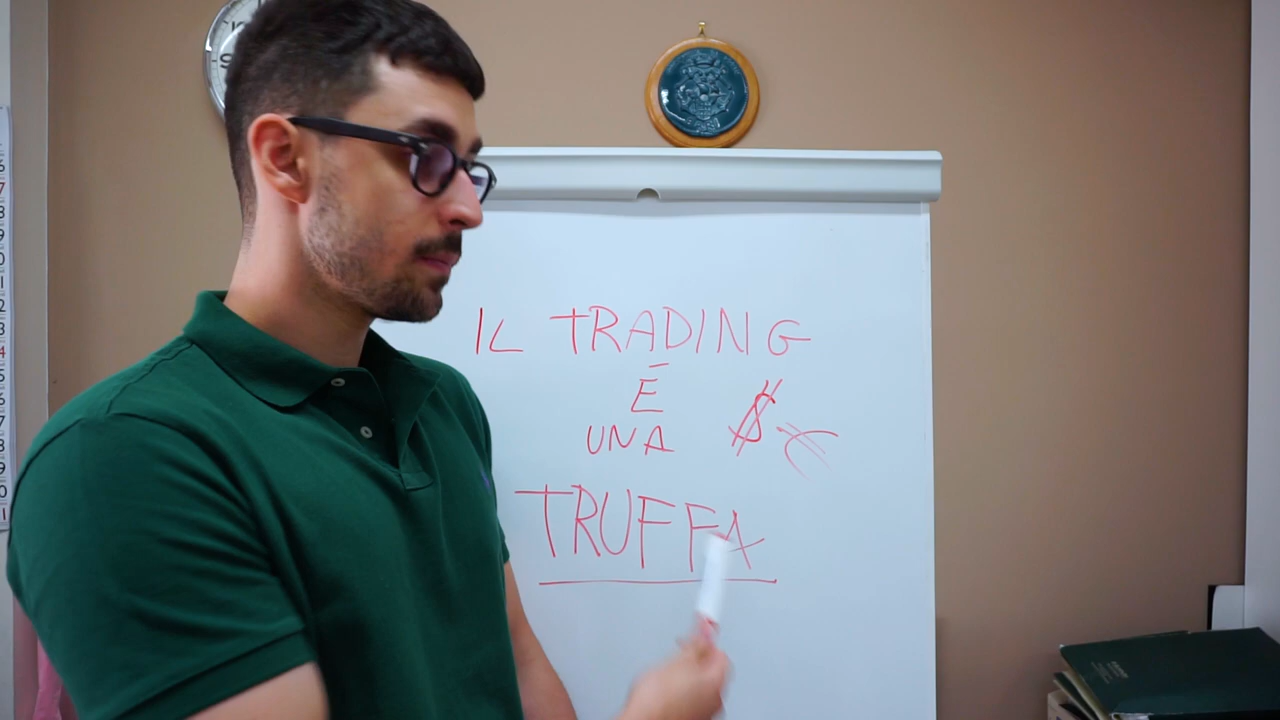 IL TRADING
É
UNA $ €
TRUFFA